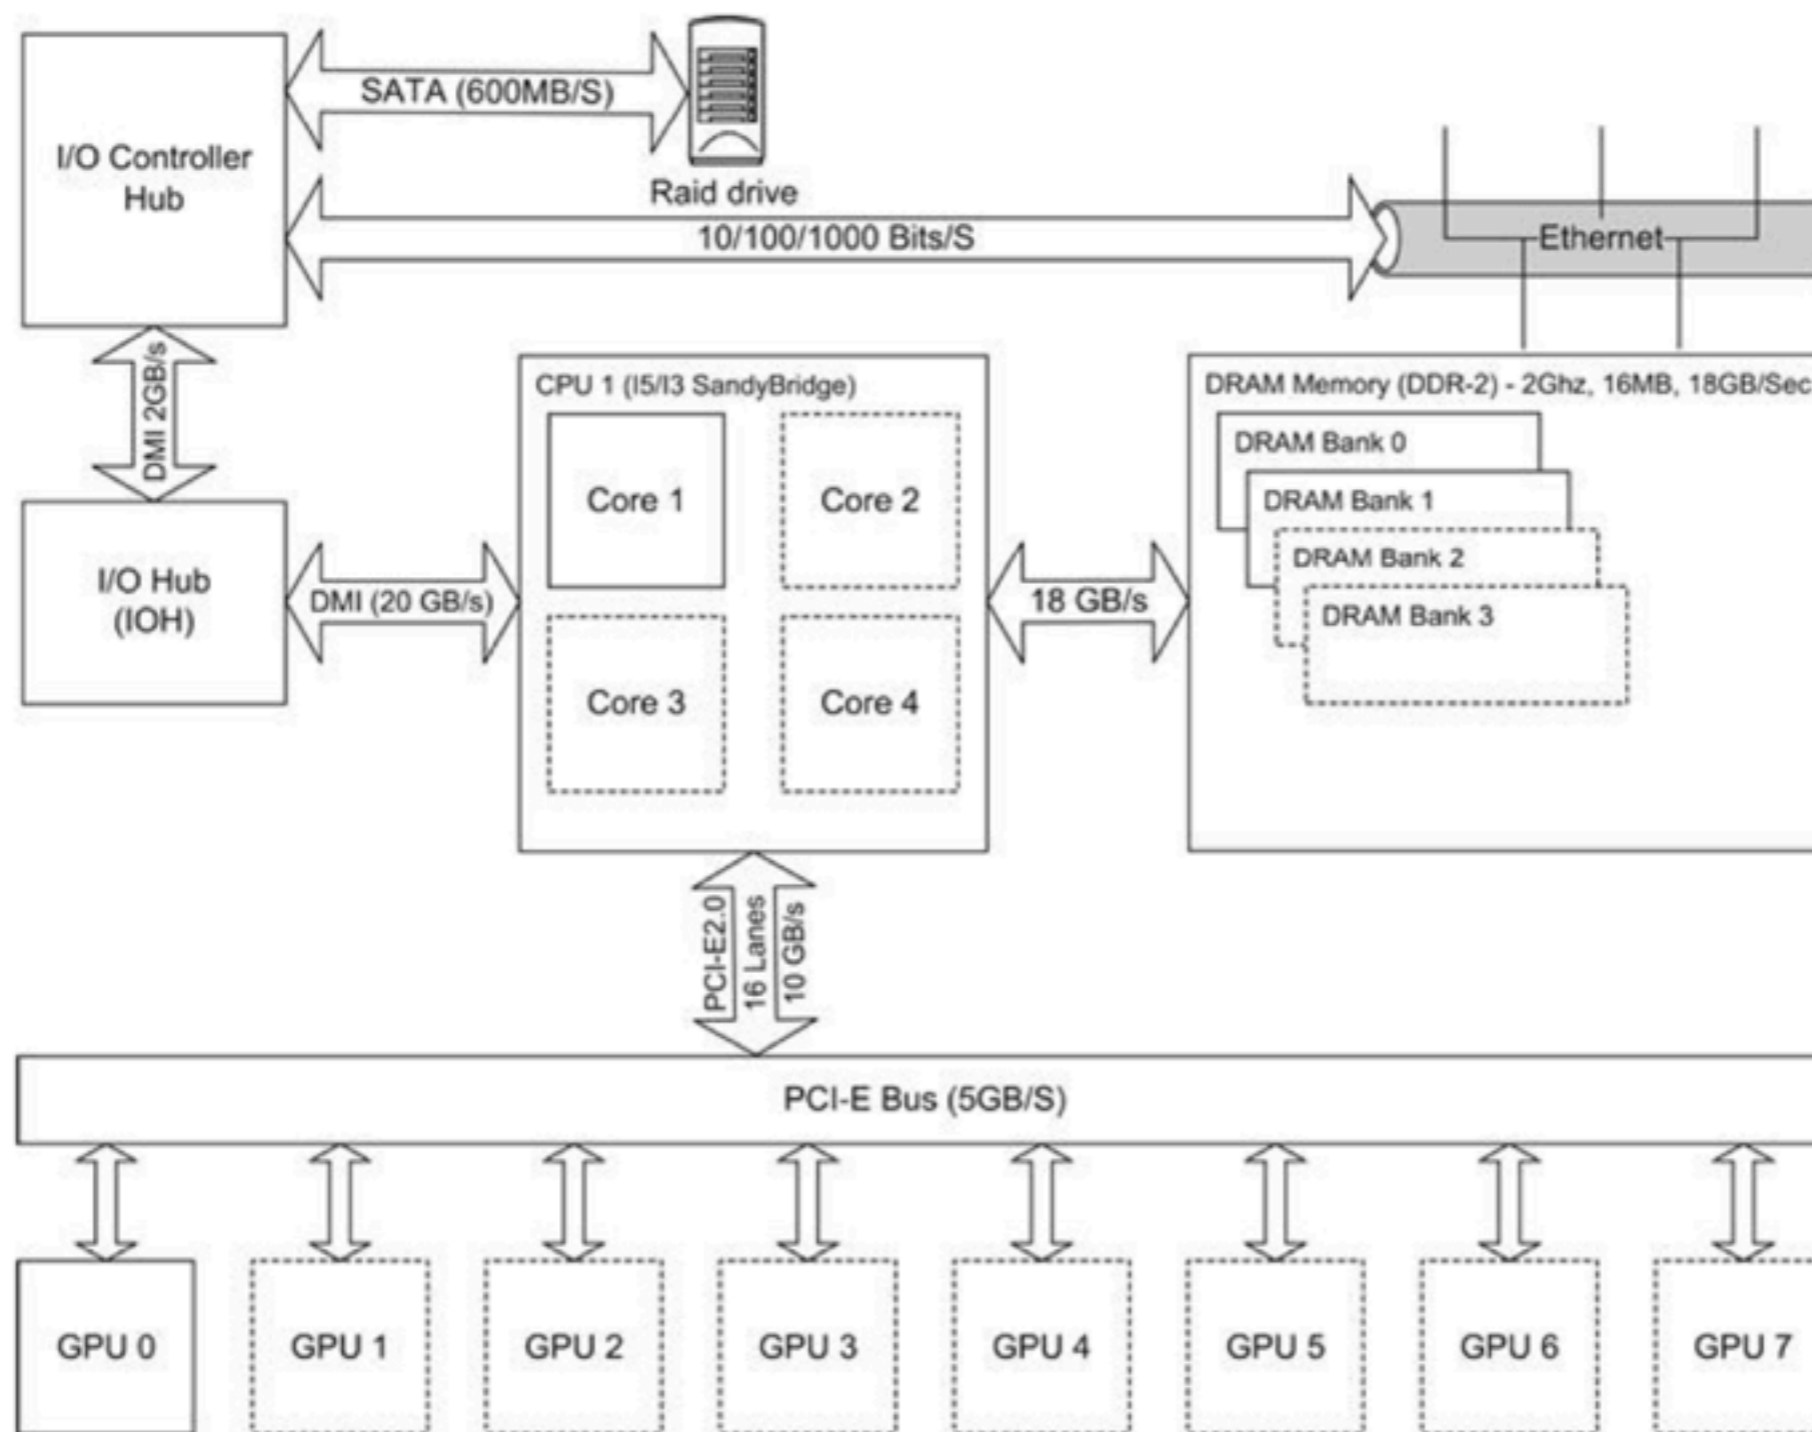 SATA (600MB/S)
I/O Controller
Hub
Raid drive
10/100/1000 Bits/S
Ethernet
DMI 2GB/s
CPU 1 (I5/I3 SandyBridge)
DRAM Memory (DDR-2) - 2Ghz, 16MB, 18GB/Sec
DRAM Bank 0
Core 1
Core 2
DRAM Bank 1
DRAM Bank 2
I/O Hub
(IOH)
DMI (20 GB/s)
18 GB/s
DRAM Bank 3
Core 3
Core 4
PCI-E2.0
16 Lanes
10 GB/s
PCI-E Bus (5GB/S)
GPU 0
GPU 1
GPU 2
GPU 3
GPU 4
GPU 5
GPU 6
GPU 7